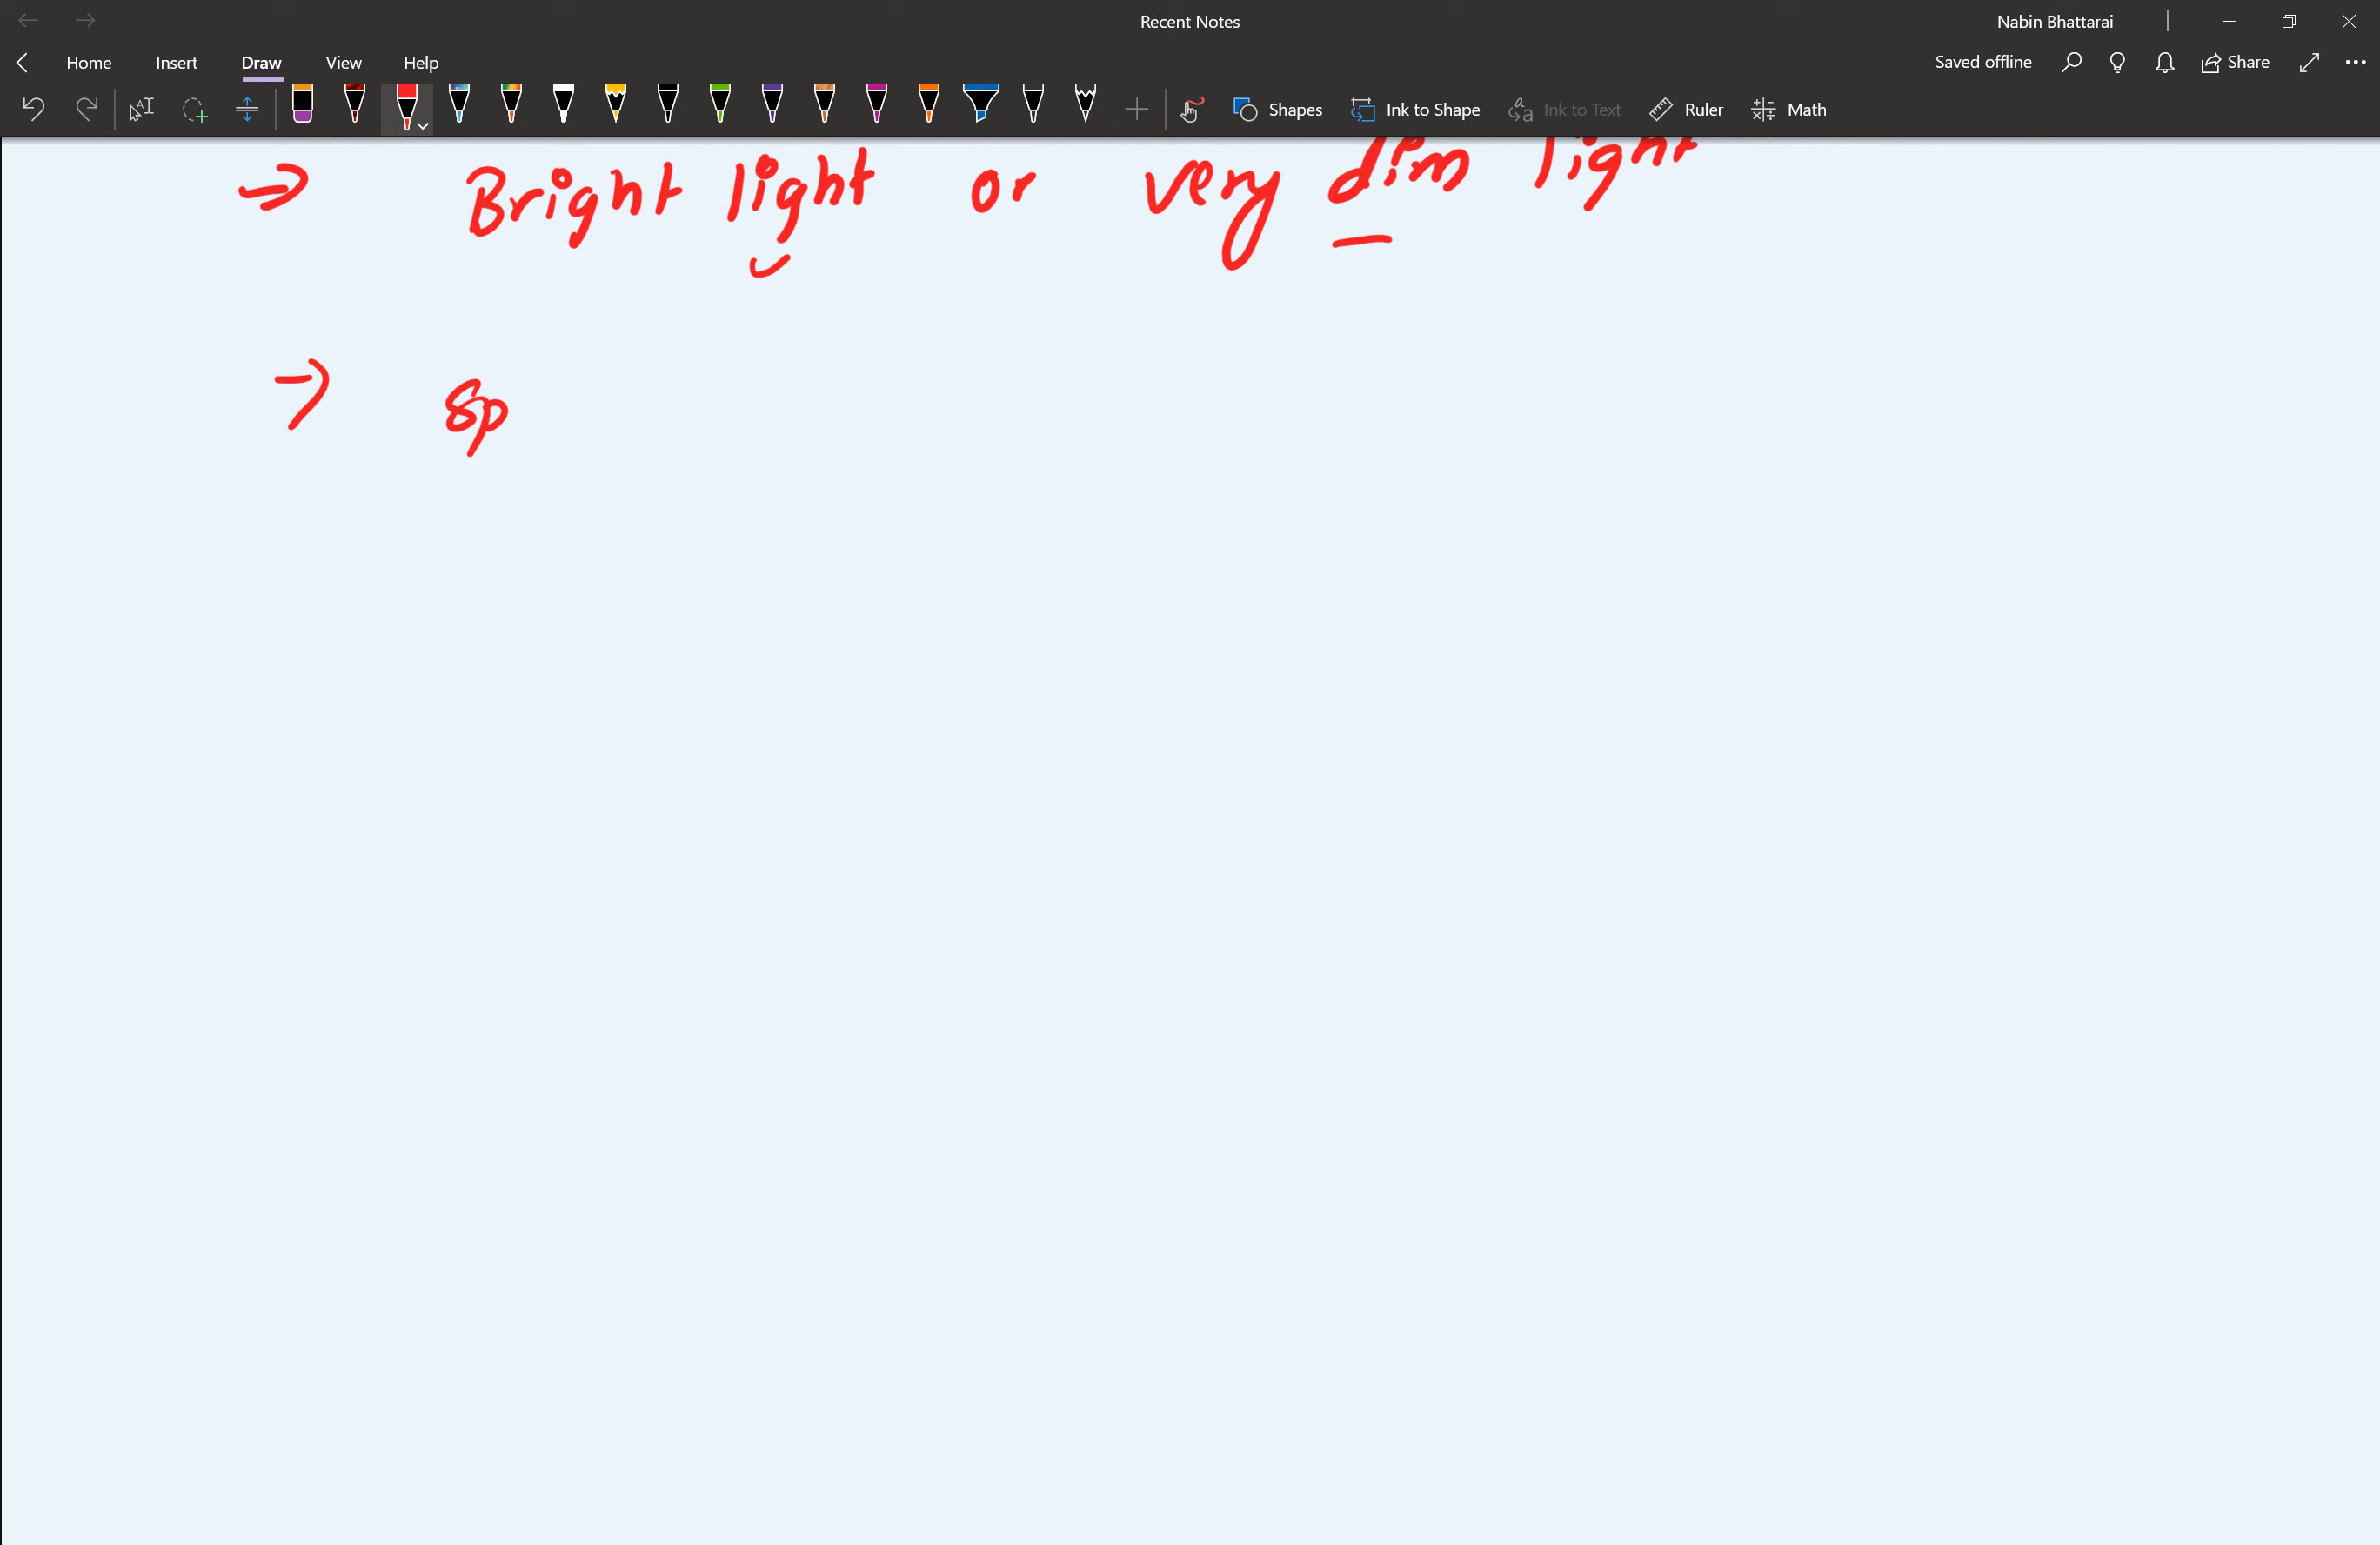 Recent Notes Nabin Bhattarai
Home Insert Draw View Help Saved offline Share
Shapes Ink to Shape Ink to Text Ruler Math
⇒ Bright light or very dim light
→ Sp